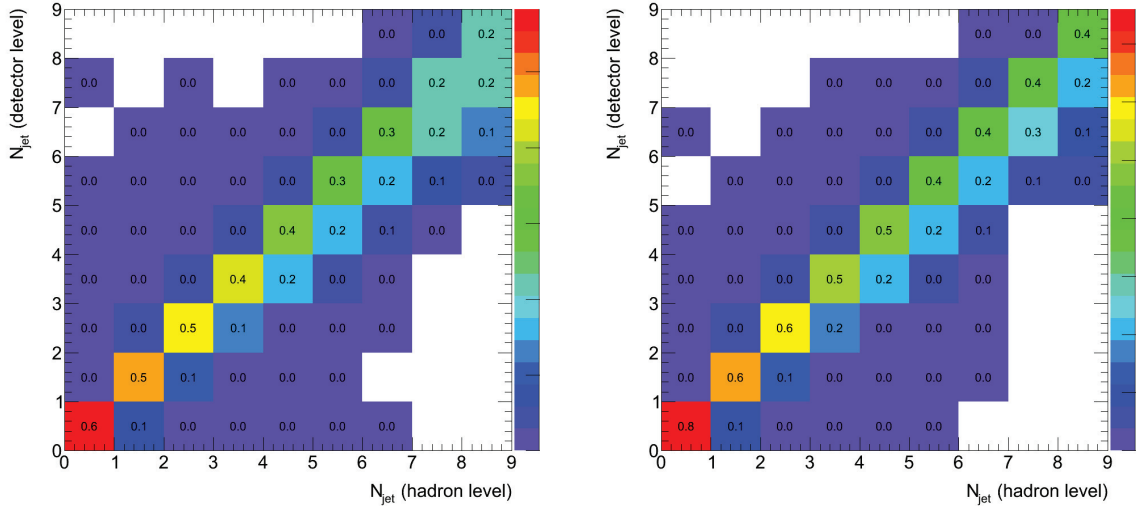 N_jet (detector level)
9
0.0 0.0 0.2
8
0.0 0.0 0.0 0.0 0.0 0.2 0.2
7
0.0 0.0 0.0 0.0 0.0 0.3 0.2 0.1
6
0.0 0.0 0.0 0.0 0.0 0.3 0.2 0.1 0.0
5
0.0 0.0 0.0 0.0 0.4 0.2 0.1 0.0
4
0.0 0.0 0.0 0.4 0.2 0.0 0.0
3
0.0 0.0 0.5 0.1 0.0 0.0 0.0
2
0.0 0.5 0.1 0.0 0.0 0.0
1
0.6 0.1 0.0 0.0 0.0 0.0
0
0 1 2 3 4 5 6 7 8 9
N_jet (hadron level)
N_jet (detector level)
9
0.0 0.0 0.4
8
0.0 0.0 0.0 0.0 0.4 0.2
7
0.0 0.0 0.0 0.0 0.0 0.4 0.3 0.1
6
0.0 0.0 0.0 0.0 0.4 0.2 0.1 0.0
5
0.0 0.0 0.0 0.0 0.5 0.2 0.1
4
0.0 0.0 0.0 0.5 0.2 0.0 0.0
3
0.0 0.0 0.6 0.2 0.0 0.0 0.0
2
0.0 0.6 0.1 0.0 0.0 0.0 0.0
1
0.8 0.1 0.0 0.0 0.0 0.0
0
0 1 2 3 4 5 6 7 8 9
N_jet (hadron level)